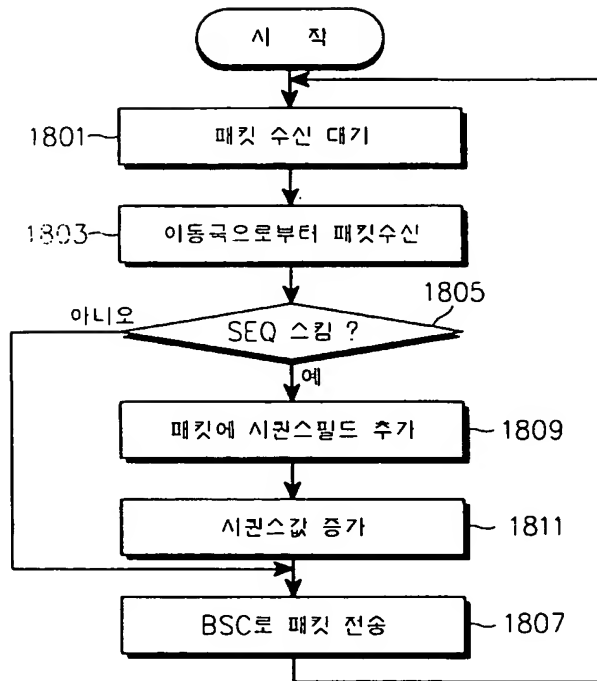 시 작
1801
패킷 수신 대기
1803
이동국으로부터 패킷수신
1805
아니오
SEQ 스킴 ?
예
패킷에 시퀀스필드 추가
1809
시퀀스값 증가
1811
BSC로 패킷 전송
1807